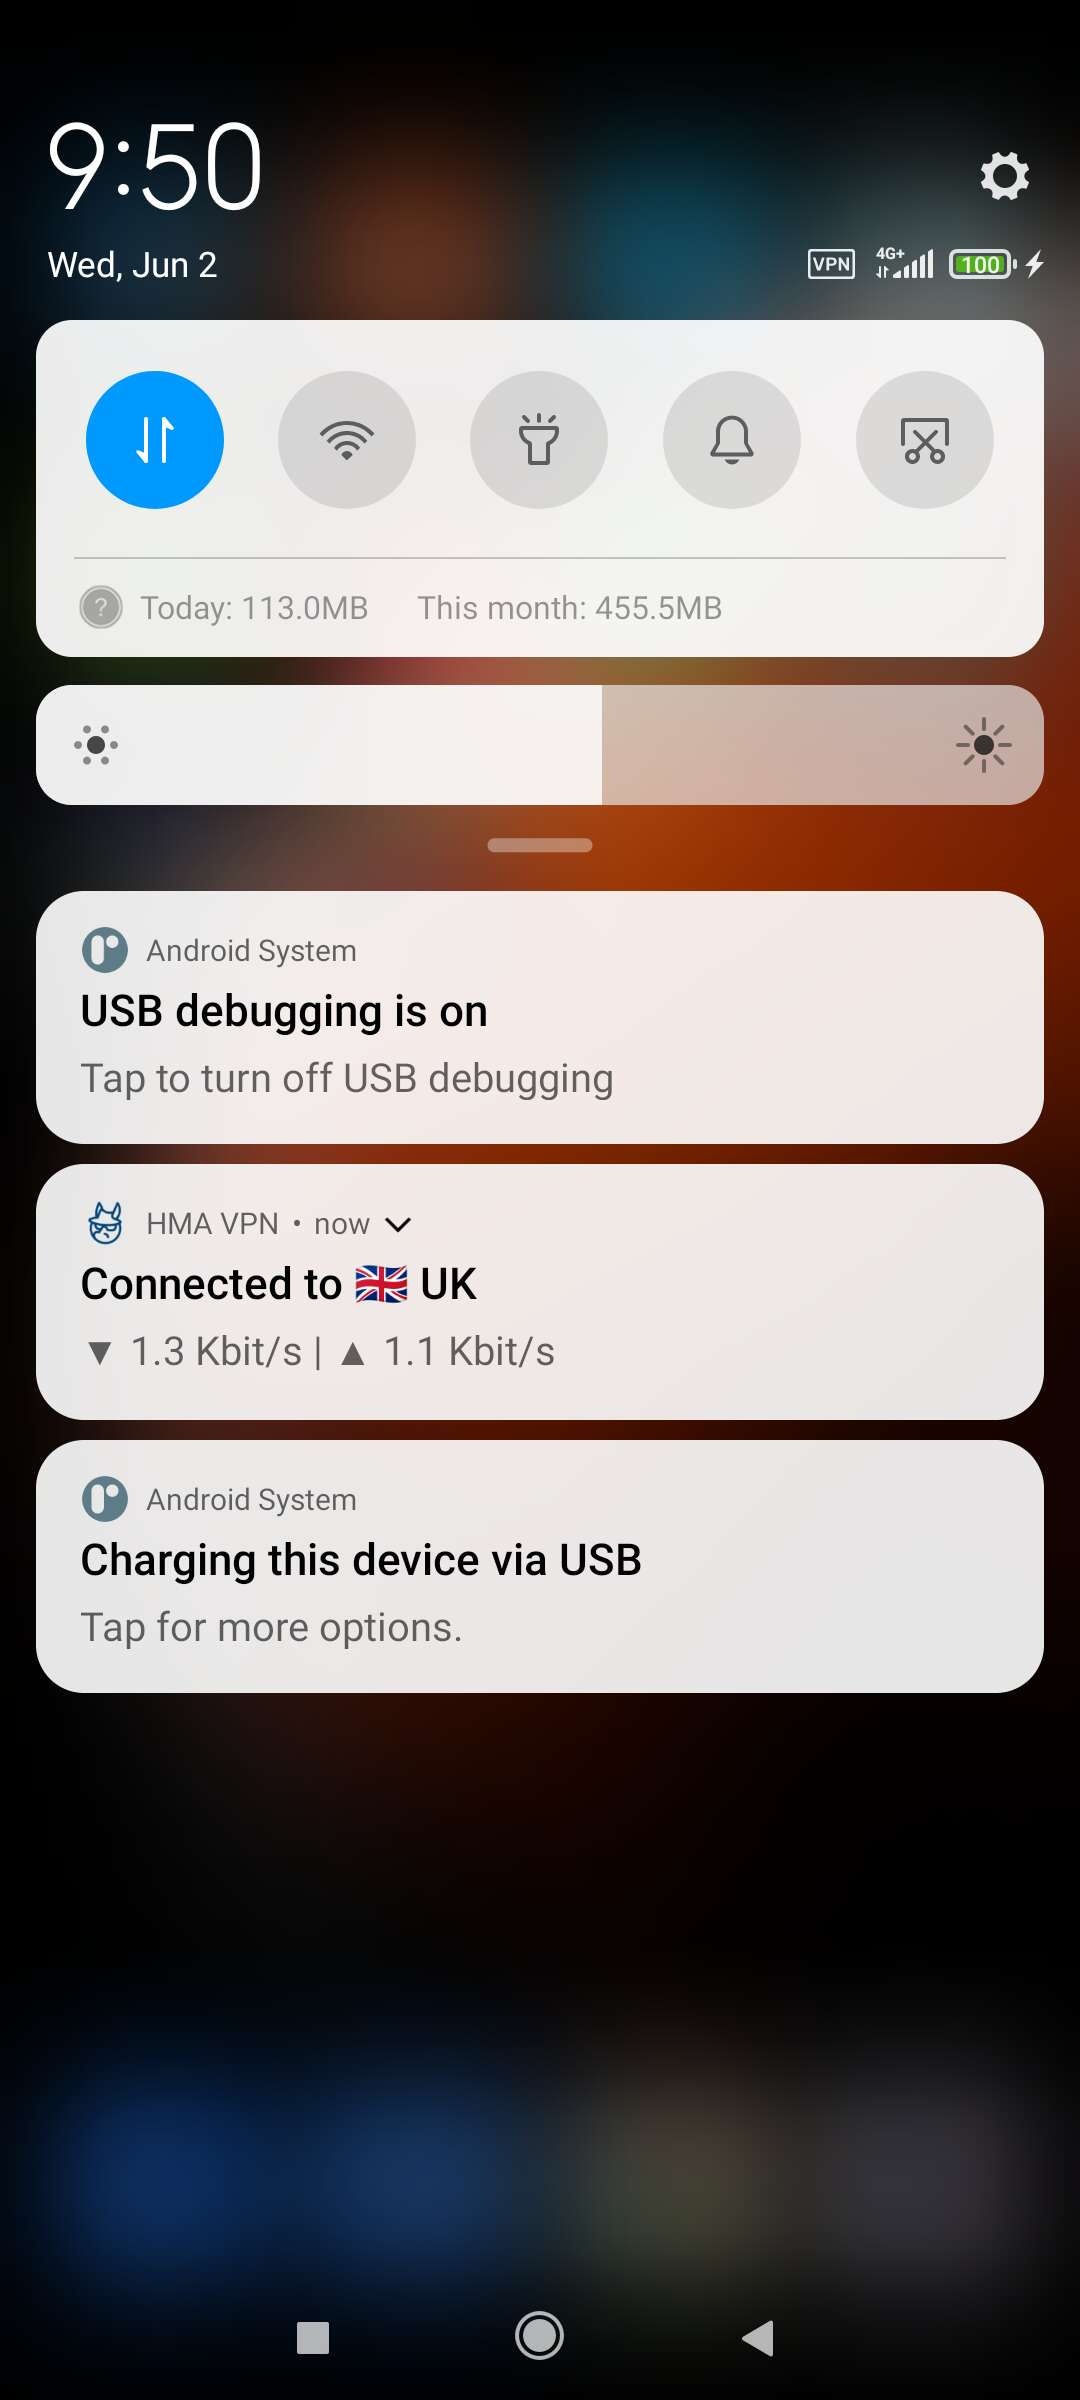 9:50
Wed, Jun 2
VPN 4G+ 100
? Today: 113.0MB This month: 455.5MB
Android System
USB debugging is on
Tap to turn off USB debugging
HMA VPN • now
Connected to 🇬🇧 UK
▼ 1.3 Kbit/s | ▲ 1.1 Kbit/s
Android System
Charging this device via USB
Tap for more options.